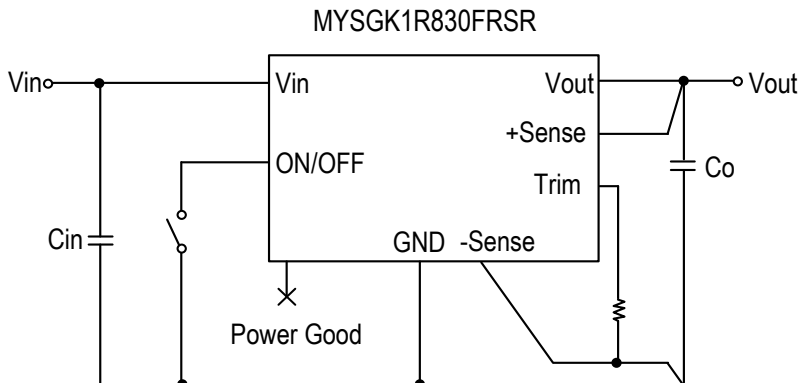 MYSGK1R830FRSR
Vin
Vin
Vout
Vout
+Sense
ON/OFF
Trim
Co
Cin
GND
-Sense
Power Good